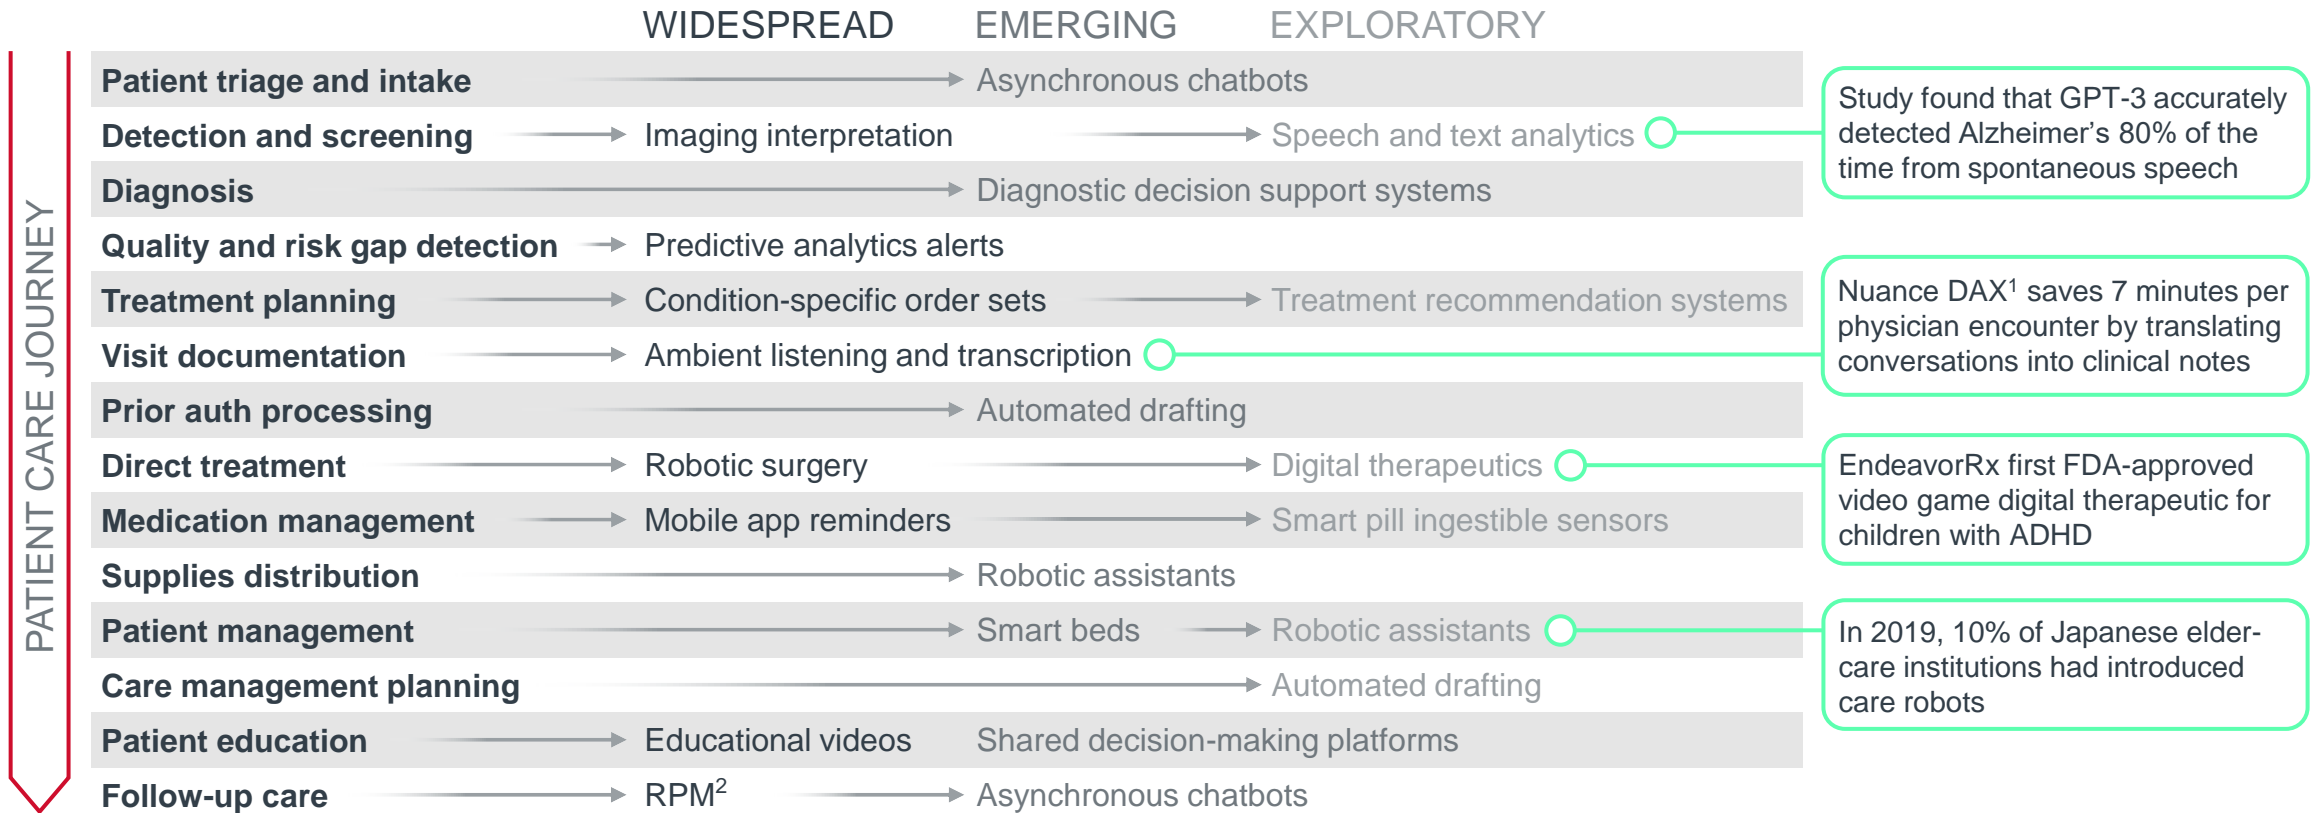 WIDESPREAD EMERGING EXPLORATORY
PATIENT CARE JOURNEY
Patient triage and intake Asynchronous chatbots
Detection and screening Imaging interpretation Speech and text analytics
Diagnosis Diagnostic decision support systems
Quality and risk gap detection Predictive analytics alerts
Treatment planning Condition-specific order sets Treatment recommendation systems
Visit documentation Ambient listening and transcription
Prior auth processing Automated drafting
Direct treatment Robotic surgery Digital therapeutics
Medication management Mobile app reminders Smart pill ingestible sensors
Supplies distribution Robotic assistants
Patient management Smart beds Robotic assistants
Care management planning Automated drafting
Patient education Educational videos Shared decision-making platforms
Follow-up care RPM² Asynchronous chatbots
Study found that GPT-3 accurately
detected Alzheimer’s 80% of the
time from spontaneous speech
Nuance DAX¹ saves 7 minutes per
physician encounter by translating
conversations into clinical notes
EndeavorRx first FDA-approved
video game digital therapeutic for
children with ADHD
In 2019, 10% of Japanese elder-
care institutions had introduced
care robots